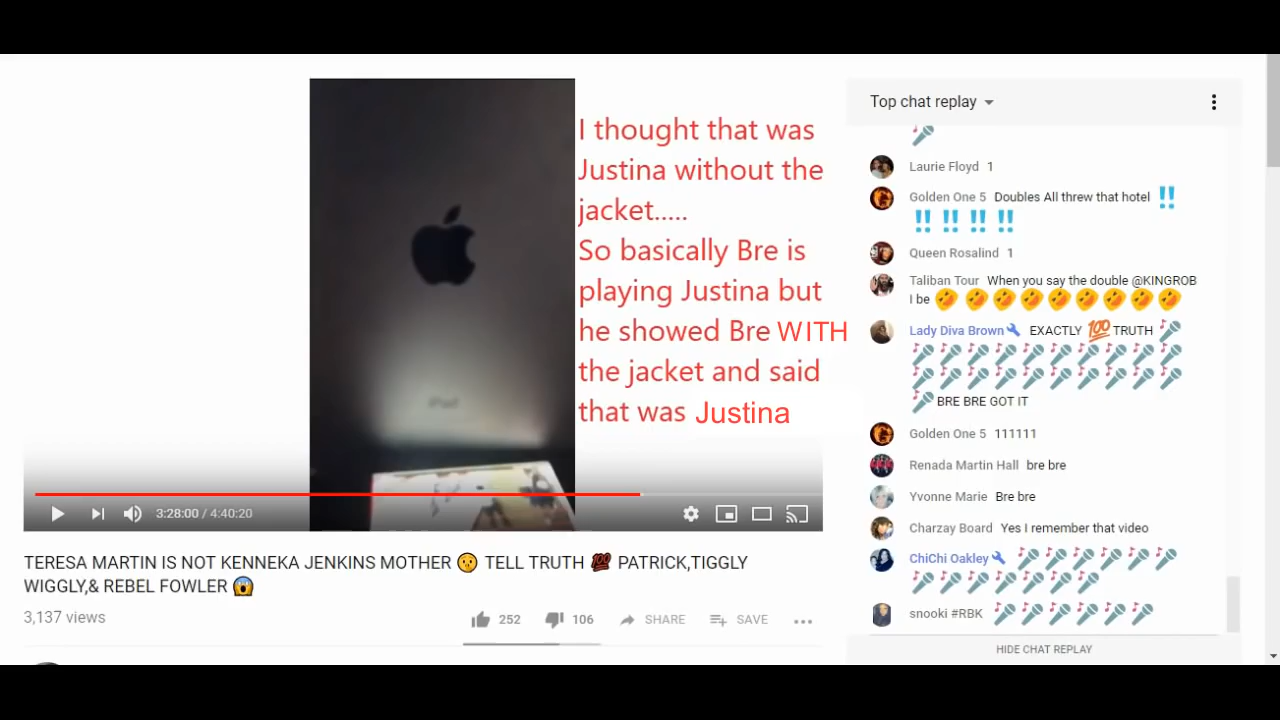 I thought that was
Justina without the
jacket.....
So basically Bre is
playing Justina but
he showed Bre WITH
the jacket and said
that was Justina
iPad
3:28:00 / 4:40:20
TERESA MARTIN IS NOT KENNEKA JENKINS MOTHER 🤫 TELL TRUTH 💯 PATRICK,TIGGLY
WIGGLY,& REBEL FOWLER 😱
3,137 views
252
106
SHARE
SAVE
Top chat replay
🎤
Laurie Floyd 1
Golden One 5 Doubles All threw that hotel ‼️
‼️ ‼️ ‼️ ‼️
Queen Rosalind 1
Taliban Tour When you say the double @KINGROB
I be 🤣 🤣 🤣 🤣 🤣 🤣 🤣 🤣 🤣
Lady Diva Brown EXACTLY 💯 TRUTH 🎤
🎤🎤🎤🎤🎤🎤🎤🎤🎤🎤
🎤🎤🎤🎤🎤🎤🎤🎤🎤🎤
🎤 BRE BRE GOT IT
Golden One 5 111111
Renada Martin Hall bre bre
Yvonne Marie Bre bre
Charzay Board Yes I remember that video
ChiChi Oakley 🎤🎤🎤🎤🎤🎤
🎤🎤🎤🎤🎤🎤🎤
snooki #RBK 🎤🎤🎤🎤🎤🎤
HIDE CHAT REPLAY